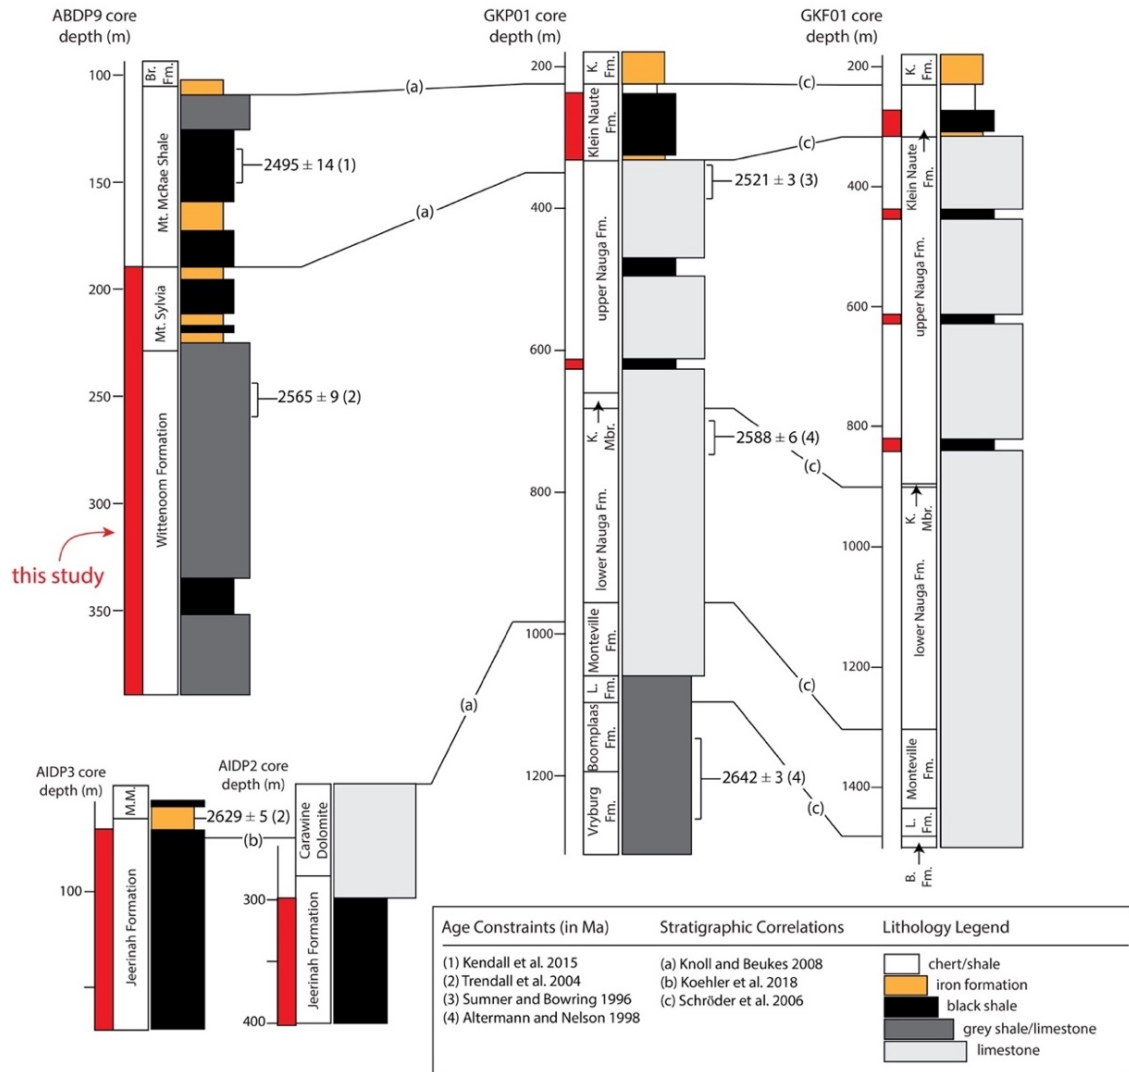 ABDP9 core
depth (m)
100
150
200
250
300
350
Br.
Fm.
Mt. McRae Shale
Mt. Sylvia
Wittenoom Formation
2495 ± 14 (1)
2565 ± 9 (2)
this study
(a)
(a)
GKP01 core
depth (m)
200
400
600
800
1000
1200
K.
Fm.
Klein Naute
Fm.
upper Nauga Fm.
K.
Mbr.
lower Nauga Fm.
Monteville
Fm.
L.
Fm.
Boomplaas
Fm.
Vryburg
Fm.
2521 ± 3 (3)
2588 ± 6 (4)
2642 ± 3 (4)
(c)
(c)
(c)
(c)
(c)
GKF01 core
depth (m)
200
400
600
800
1000
1200
1400
K.
Fm.
Klein Naute
Fm.
upper Nauga Fm.
K.
Mbr.
lower Nauga Fm.
Monteville
Fm.
L.
Fm.
B.
Fm.
AIDP3 core
depth (m)
100
M.M.
Jeerinah Formation
2629 ± 5 (2)
(b)
AIDP2 core
depth (m)
300
400
Carawine
Dolomite
Jeerinah Formation
(a)
Age Constraints (in Ma)
(1) Kendall et al. 2015
(2) Trendall et al. 2004
(3) Sumner and Bowring 1996
(4) Altermann and Nelson 1998
Stratigraphic Correlations
(a) Knoll and Beukes 2008
(b) Koehler et al. 2018
(c) Schröder et al. 2006
Lithology Legend
chert/shale
iron formation
black shale
grey shale/limestone
limestone